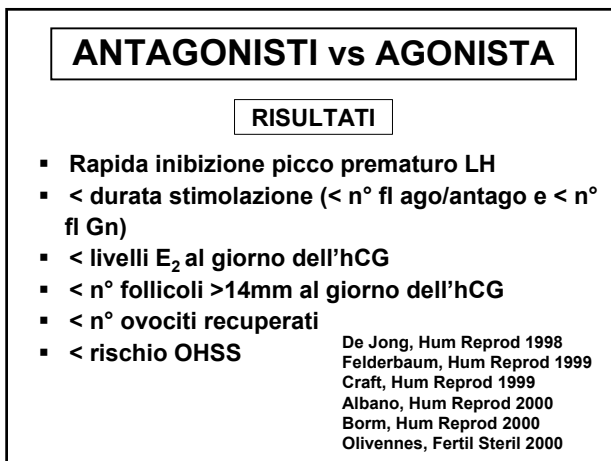 ANTAGONISTI vs AGONISTA
RISULTATI
▪ Rapida inibizione picco prematuro LH
▪ < durata stimolazione (< n° fl ago/antago e < n°
fl Gn)
▪ < livelli E₂ al giorno dell’hCG
▪ < n° follicoli >14mm al giorno dell’hCG
▪ < n° ovociti recuperati
▪ < rischio OHSS
De Jong, Hum Reprod 1998
Felderbaum, Hum Reprod 1999
Craft, Hum Reprod 1999
Albano, Hum Reprod 2000
Borm, Hum Reprod 2000
Olivennes, Fertil Steril 2000